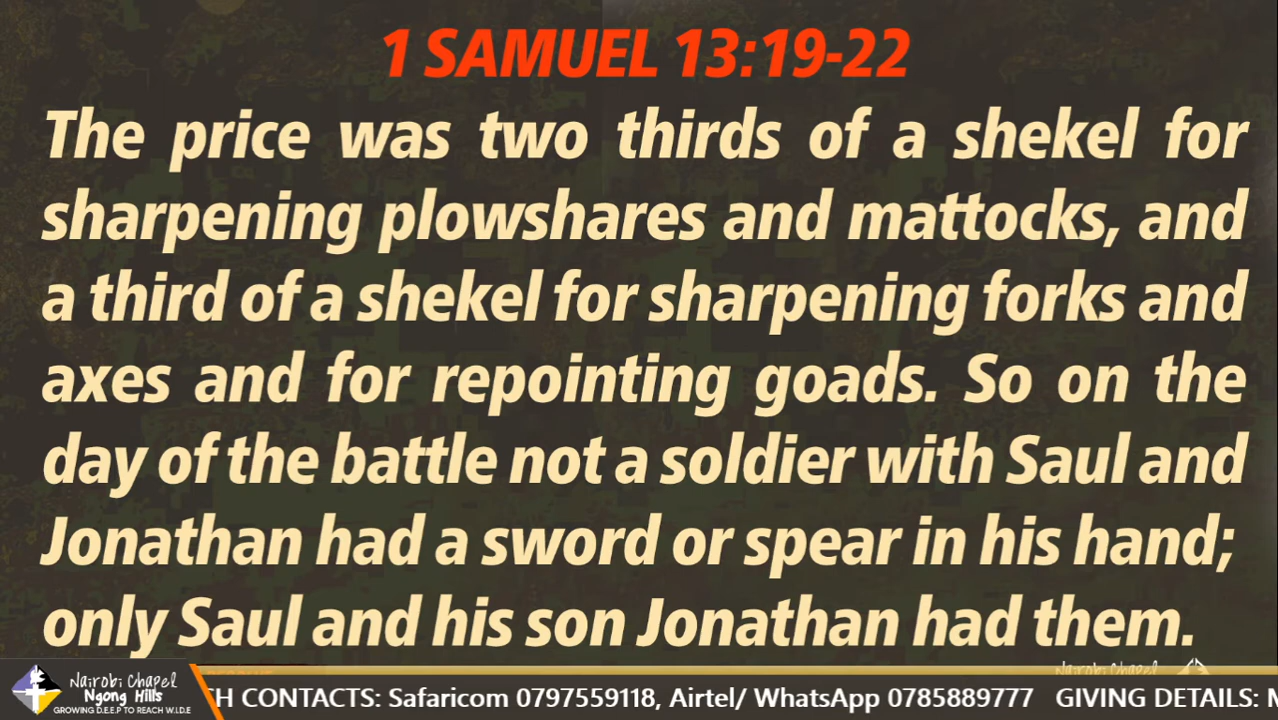 1 SAMUEL 13:19-22
The price was two thirds of a shekel for
sharpening plowshares and mattocks, and
a third of a shekel for sharpening forks and
axes and for repointing goads. So on the
day of the battle not a soldier with Saul and
Jonathan had a sword or spear in his hand;
only Saul and his son Jonathan had them.
Nairobi Chapel
Nairobi Chapel
Ngong Hills
GROWING D.E.E.P TO REACH W.I.D.E
H CONTACTS: Safaricom 0797559118, Airtel/ WhatsApp 0785889777 GIVING DETAILS: